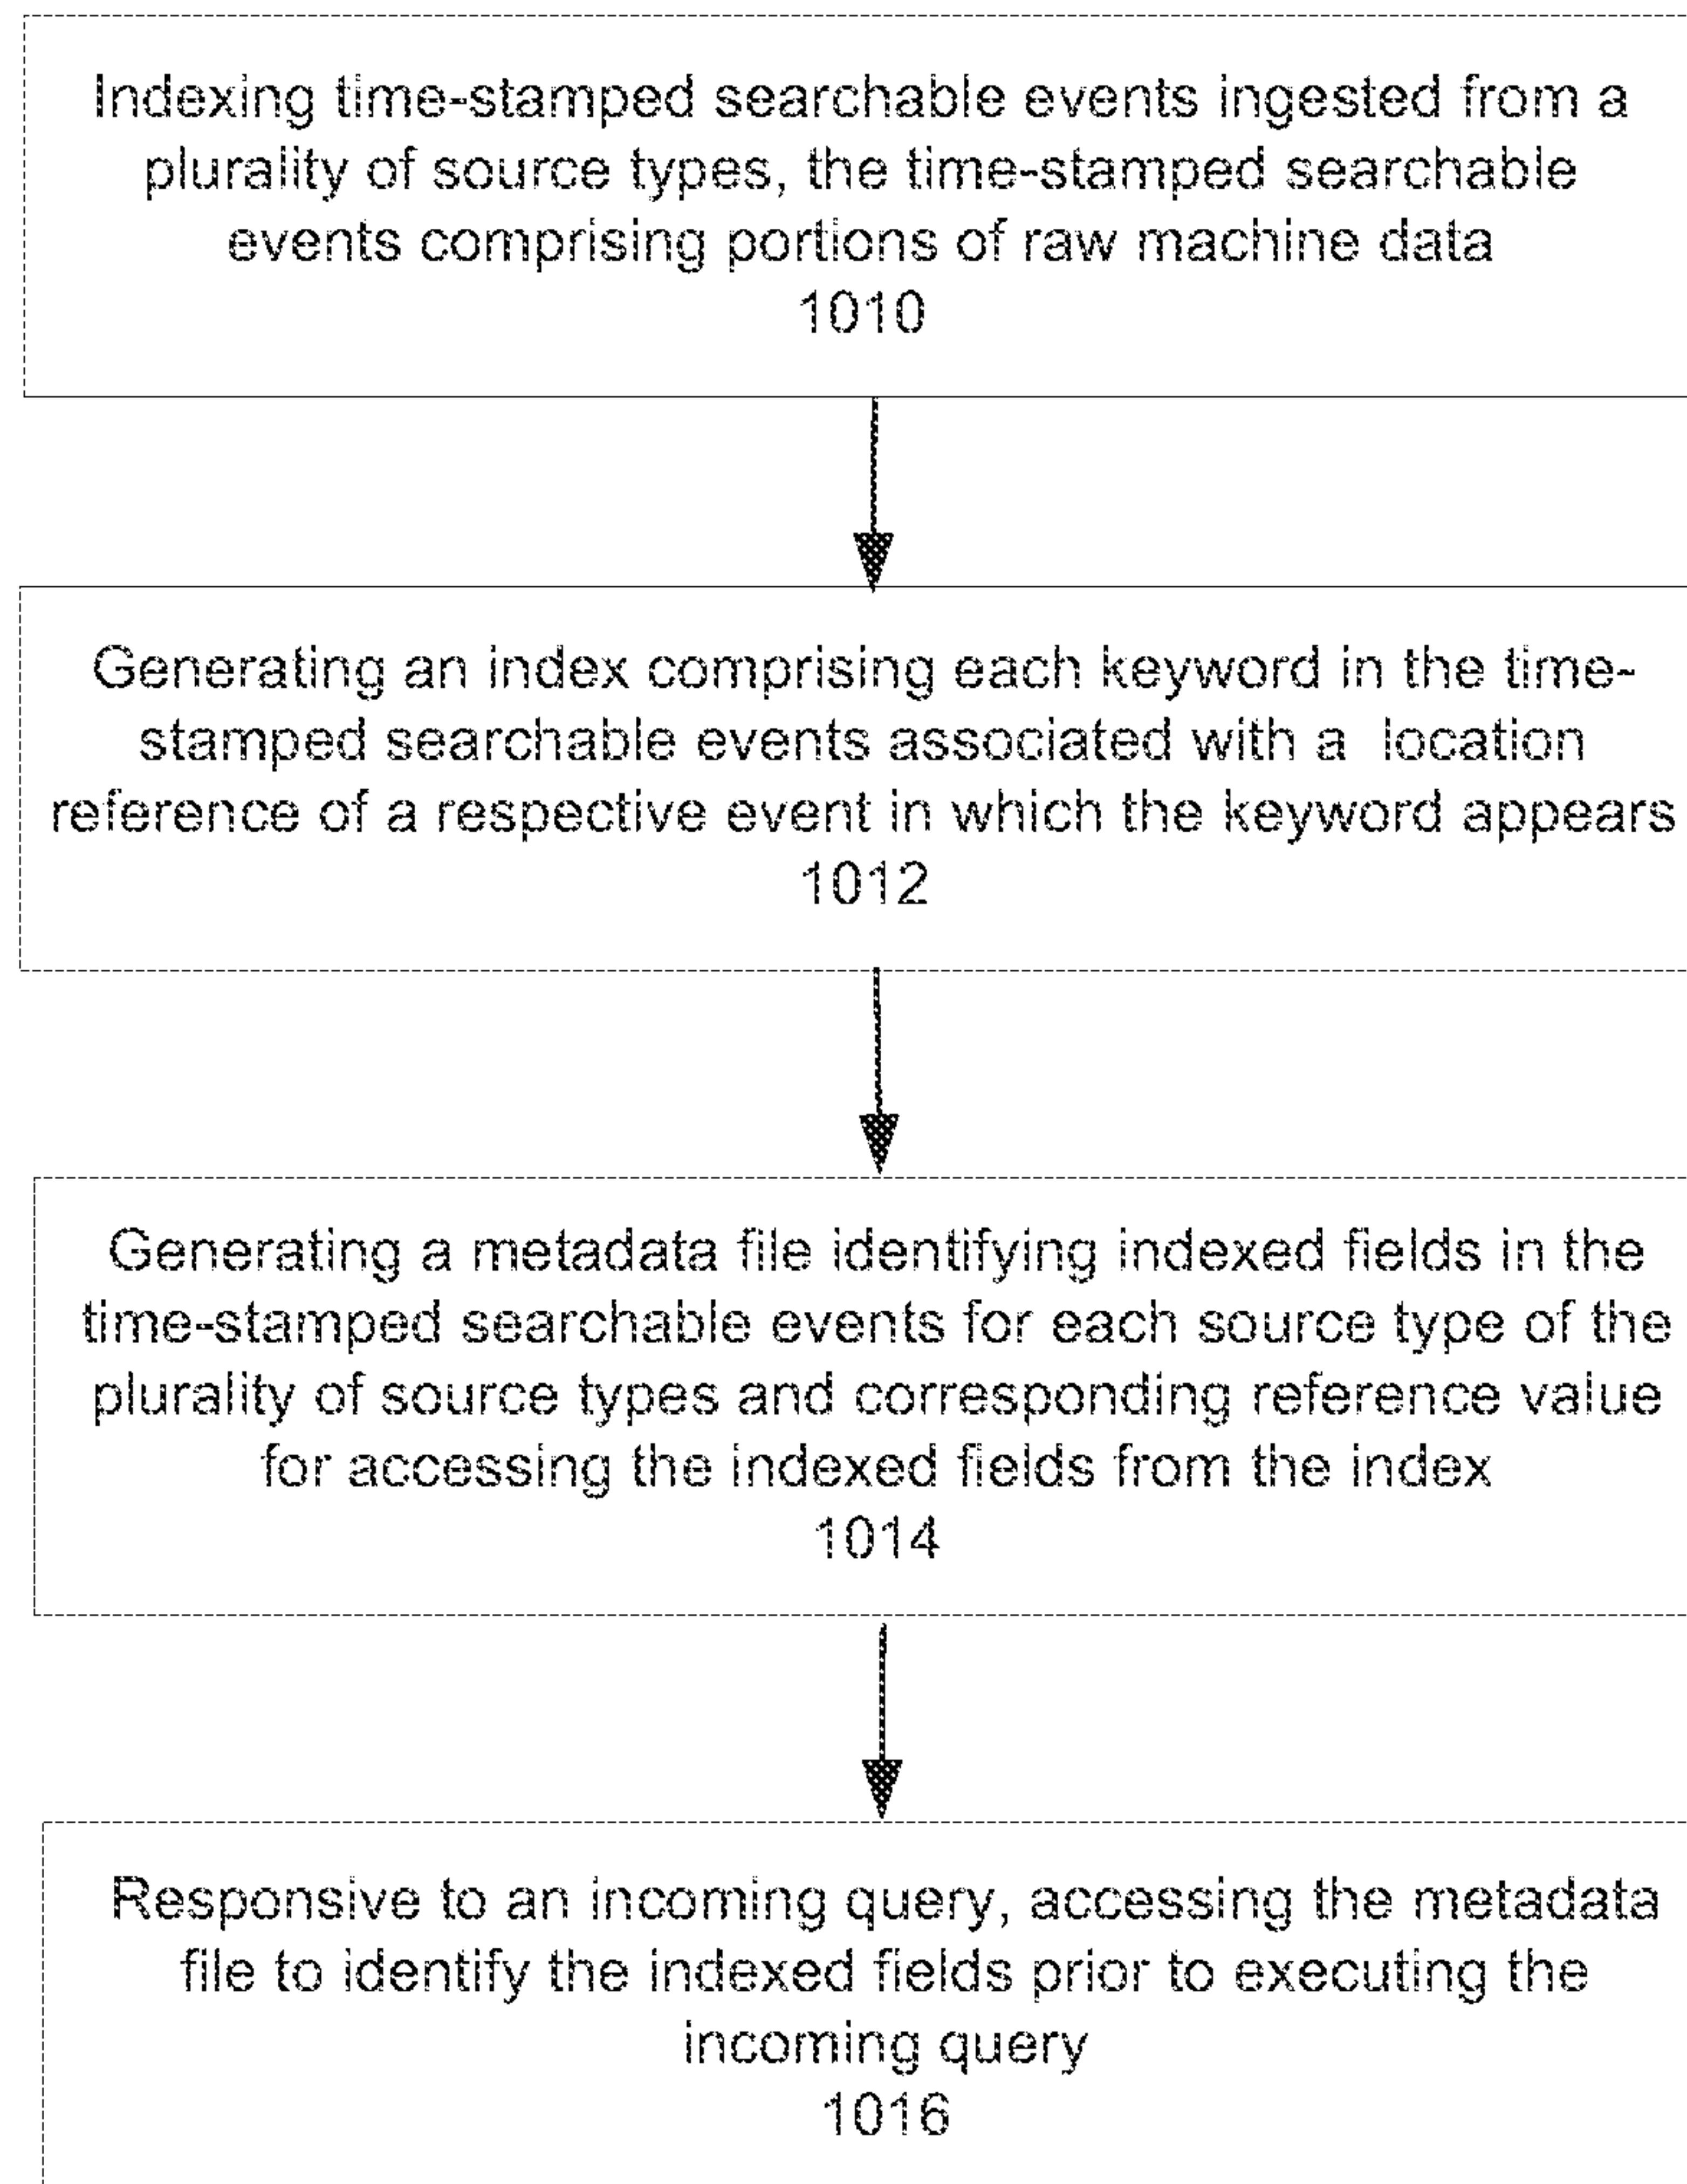 Indexing time-stamped searchable events ingested from a
plurality of source types, the time-stamped searchable
events comprising portions of raw machine data
1010
Generating an index comprising each keyword in the time-
stamped searchable events associated with a location
reference of a respective event in which the keyword appears
1012
Generating a metadata file identifying indexed fields in the
time-stamped searchable events for each source type of the
plurality of source types and corresponding reference value
for accessing the indexed fields from the index
1014
Responsive to an incoming query, accessing the metadata
file to identify the indexed fields prior to executing the
incoming query
1016